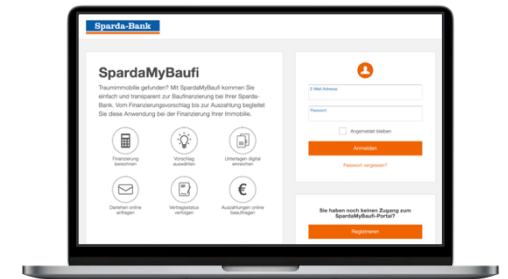 Sparda-Bank
SpardaMyBaufi
Traumimmobilie gefunden? Mit SpardaMyBaufi kommen Sie
einfach und transparent zur Baufinanzierung bei Ihrer Sparda-
Bank. Vom Finanzierungsvorschlag bis zur Auszahlung begleitet
Sie diese Anwendung bei der Finanzierung Ihrer Immobilie.
Finanzierung
berechnen
Vorschlag
auswählen
Unterlagen digital
einreichen
Darlehen online
anfragen
Vertragsstatus
verfolgen
Auszahlungen online
beauftragen
E-Mail Adresse
Passwort
Angemeldet bleiben
Anmelden
Passwort vergessen?
Sie haben noch keinen Zugang zum
SpardaMyBaufi-Portal?
Registrieren